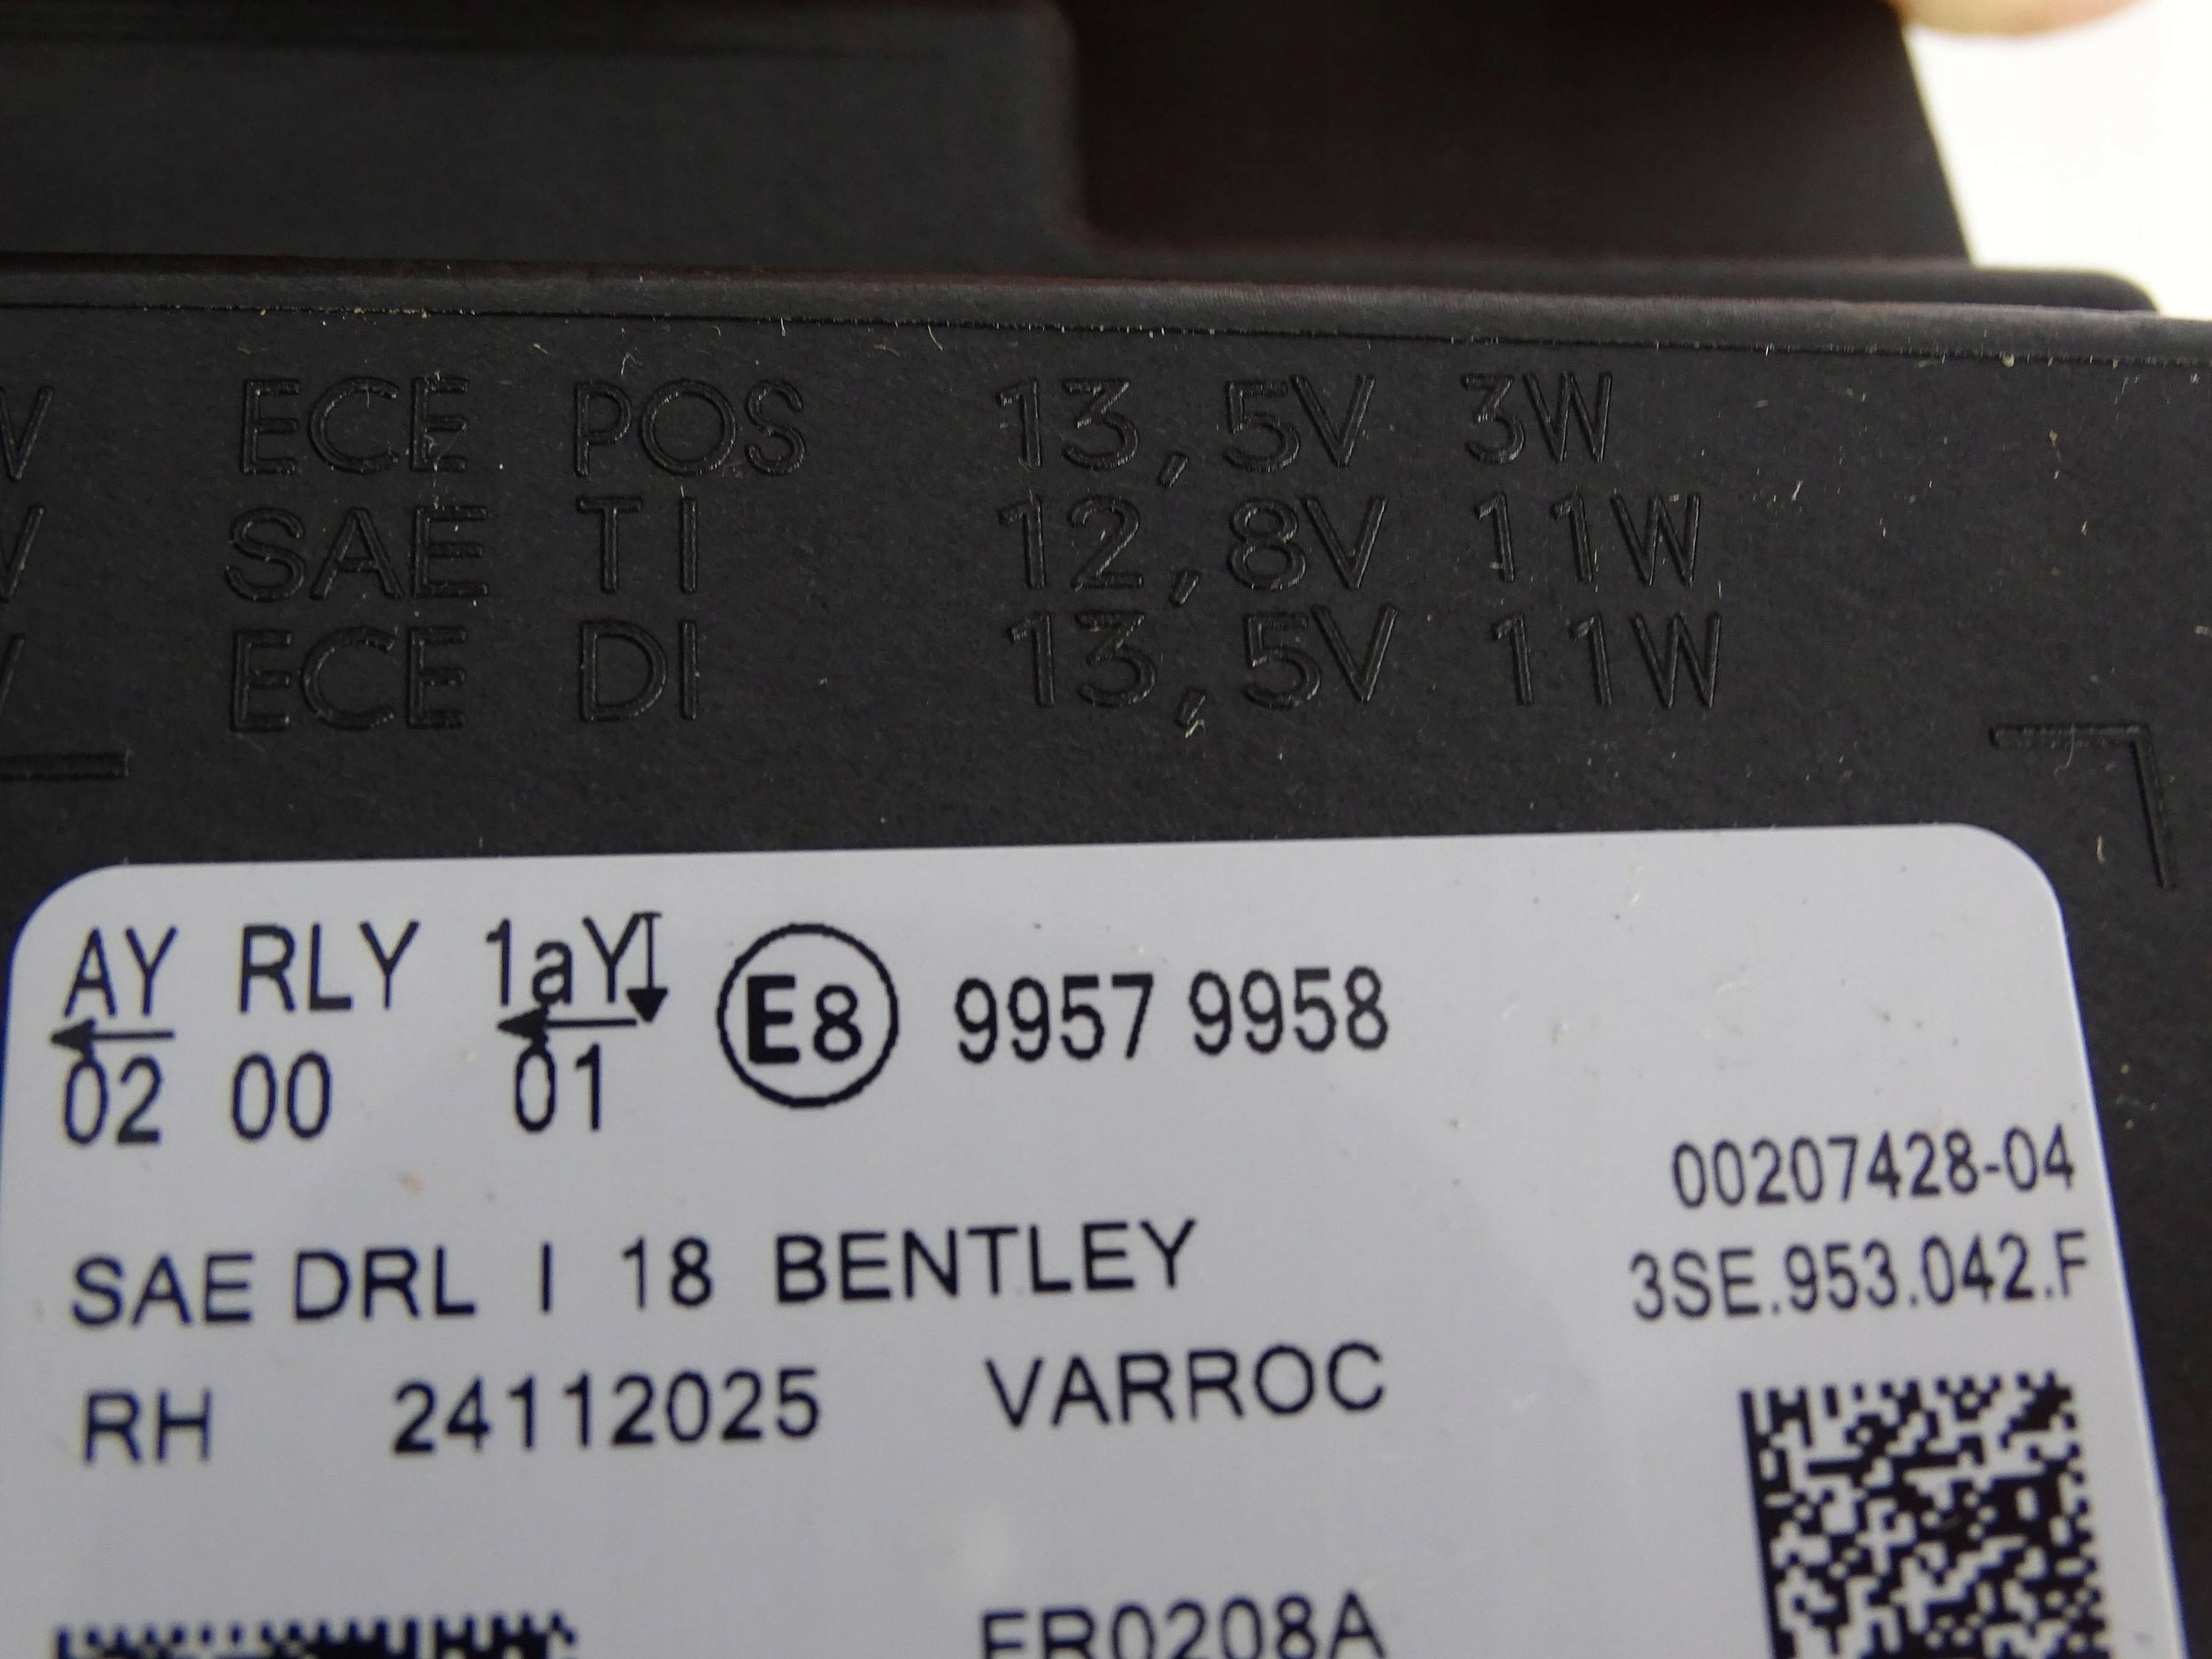 ECE POS 13,5V 3W
SAE TI 12,8V 11W
ECE DI 13,5V 11W
AY RLY 1aY E8 9957 9958
02 00 01
00207428-04
SAE DRL I 18 BENTLEY
3SE.953.042.F
RH 24112025 VARROC